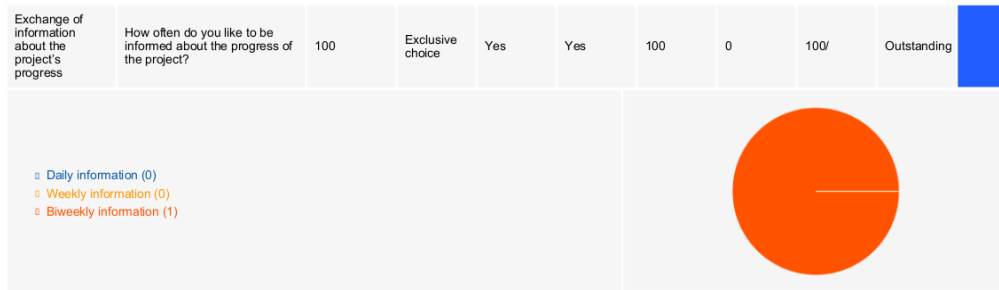 Exchange of
information
about the
project's
progress
How often do you like to be
informed about the progress of
the project?
100
Exclusive
choice
Yes
Yes
100
0
100/
Outstanding
Daily information (0)
Weekly information (0)
Biweekly information (1)